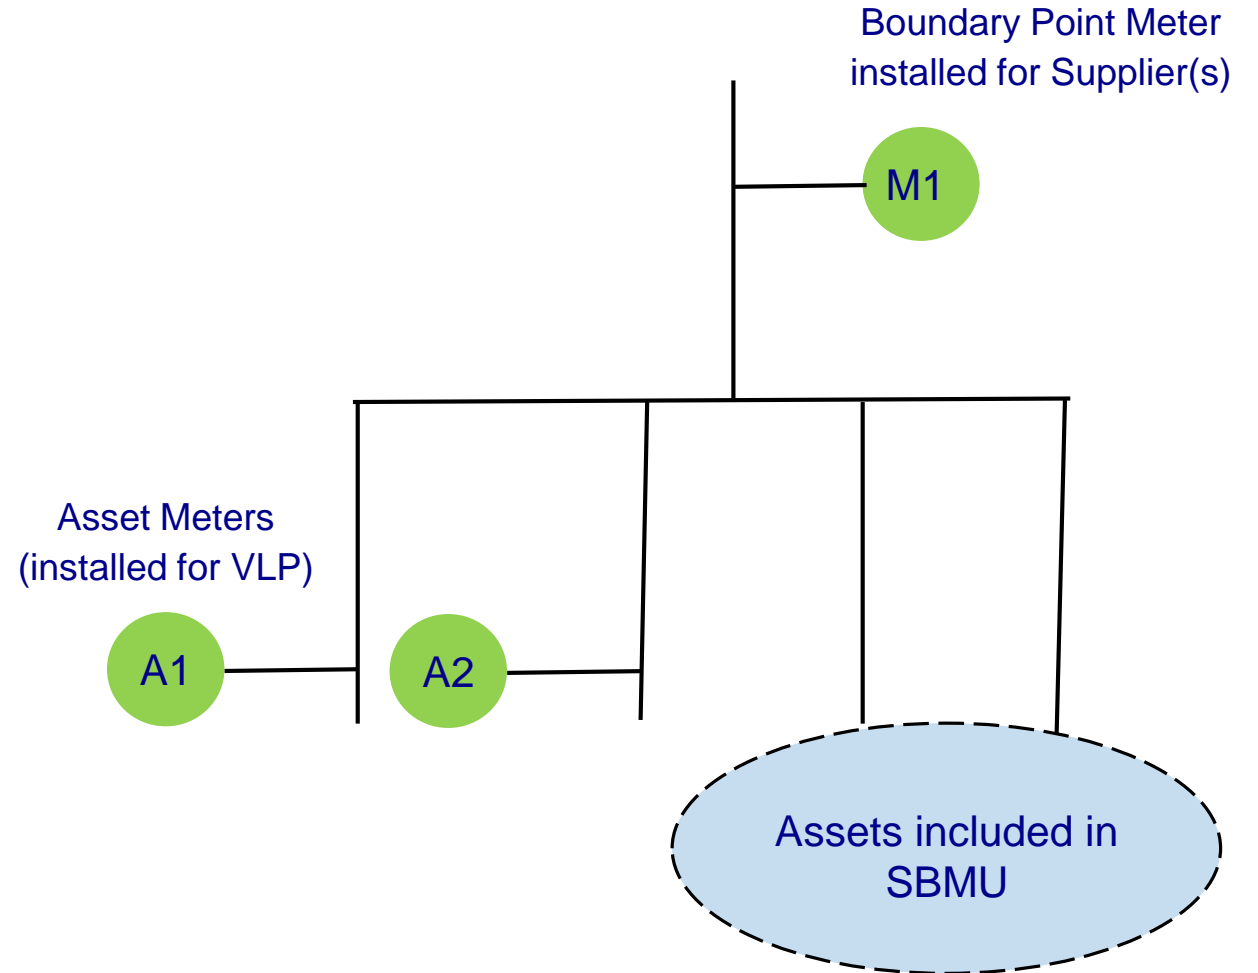 Boundary Point Meter
installed for Supplier(s)
M1
Asset Meters
(installed for VLP)
A1
A2
Assets included in
SBMU